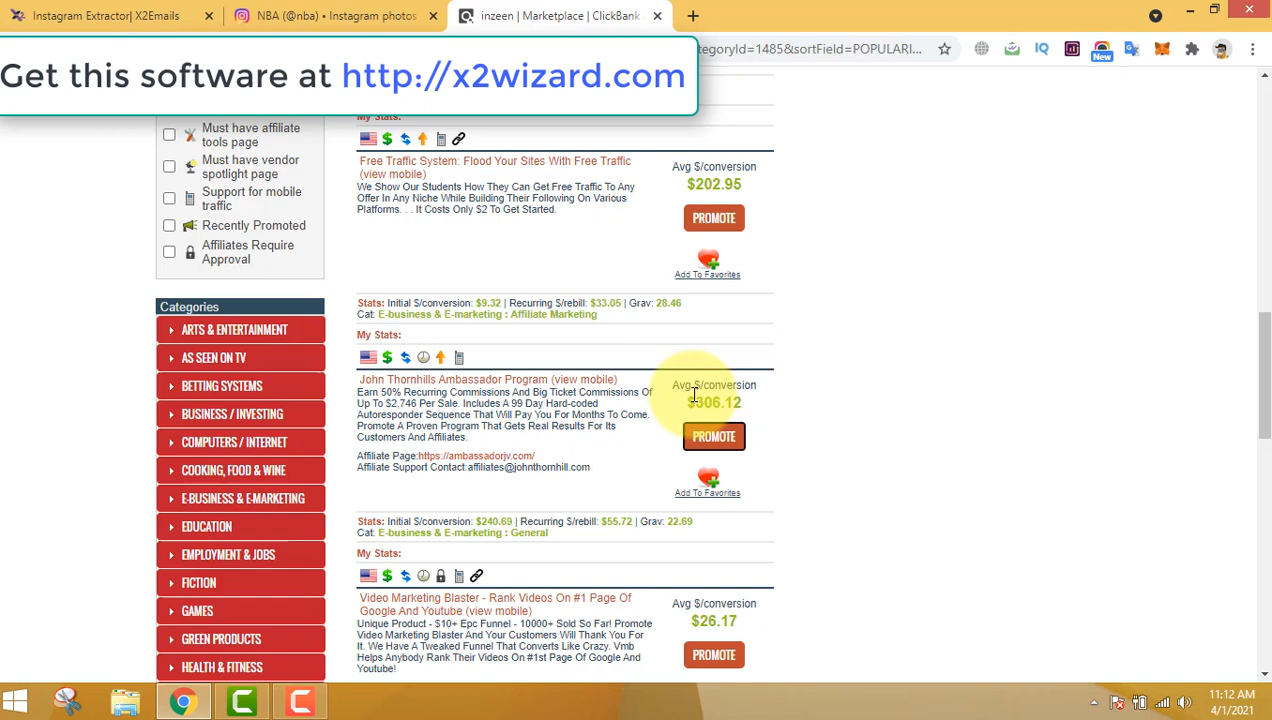 Instagram Extractor| X2Emails
NBA (@nba) • Instagram photos
inzeen | Marketplace | ClickBank
ategoryId=1485&sortField=POPULARI...
New
Get this software at http://x2wizard.com
My Stats:
Must have affiliate
tools page
Must have vendor
spotlight page
Support for mobile
traffic
Recently Promoted
Affiliates Require
Approval
Categories
ARTS & ENTERTAINMENT
AS SEEN ON TV
BETTING SYSTEMS
BUSINESS / INVESTING
COMPUTERS / INTERNET
COOKING, FOOD & WINE
E-BUSINESS & E-MARKETING
EDUCATION
EMPLOYMENT & JOBS
FICTION
GAMES
GREEN PRODUCTS
HEALTH & FITNESS
Free Traffic System: Flood Your Sites With Free Traffic
(view mobile)
We Show Our Students How They Can Get Free Traffic To Any
Offer In Any Niche While Building Their Following On Various
Platforms. . . It Costs Only $2 To Get Started.
Avg $/conversion
$202.95
PROMOTE
Add To Favorites
Stats: Initial $/conversion: $9.32 | Recurring $/rebill: $33.05 | Grav: 28.46
Cat: E-business & E-marketing : Affiliate Marketing
My Stats:
John Thornhills Ambassador Program (view mobile)
Earn 50% Recurring Commissions And Big Ticket Commissions Of
Up To $2,746 Per Sale. Includes A 99 Day Hard-coded
Autoresponder Sequence That Will Pay You For Months To Come.
Promote A Proven Program That Gets Real Results For Its
Customers And Affiliates.
Affiliate Page:https://ambassadorjv.com/
Affiliate Support Contact:affiliates@johnthornhill.com
Avg $/conversion
$306.12
PROMOTE
Add To Favorites
Stats: Initial $/conversion: $240.69 | Recurring $/rebill: $55.72 | Grav: 22.69
Cat: E-business & E-marketing : General
My Stats:
Video Marketing Blaster - Rank Videos On #1 Page Of
Google And Youtube (view mobile)
Unique Product - $10+ Epc Funnel - 10000+ Sold So Far! Promote
Video Marketing Blaster And Your Customers Will Thank You For
It. We Have A Tweaked Funnel That Converts Like Crazy. Vmb
Helps Anybody Rank Their Videos On #1st Page Of Google And
Youtube!
Avg $/conversion
$26.17
PROMOTE
11:12 AM
4/1/2021